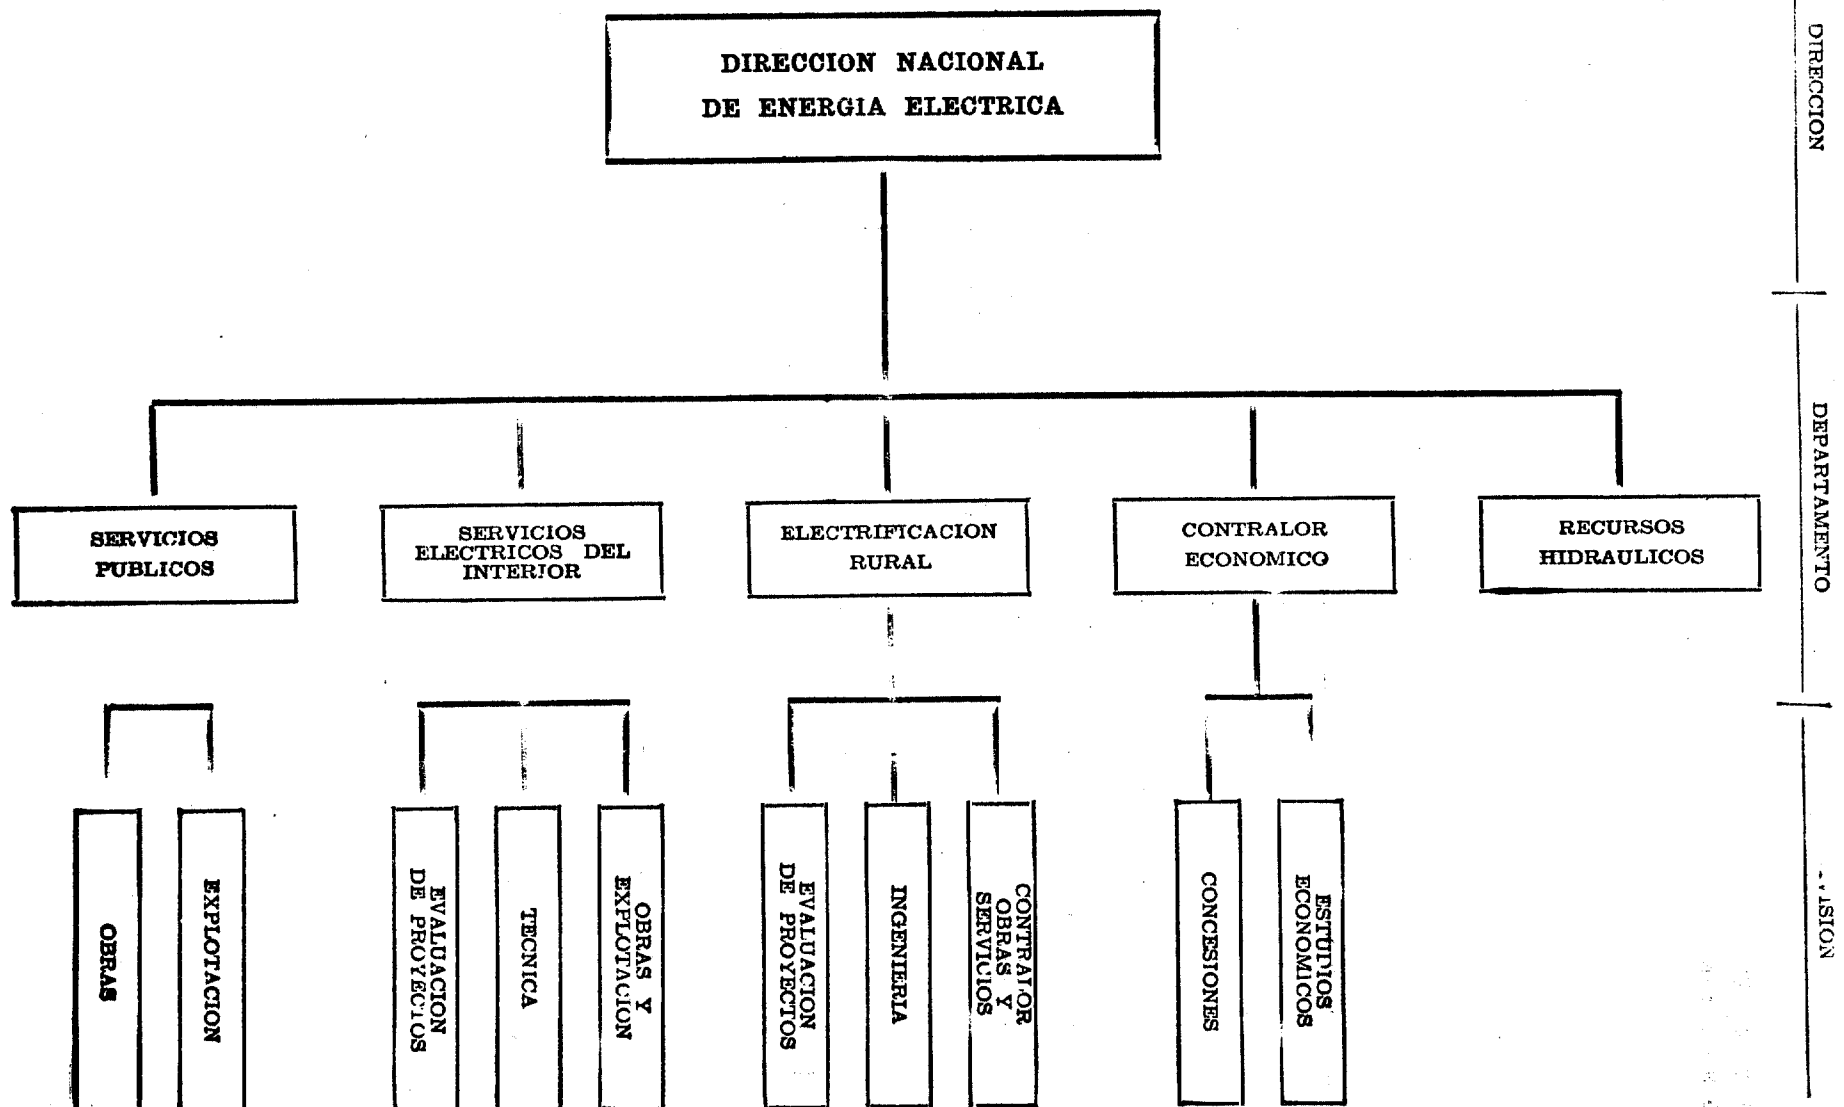 DIRECCION NACIONAL
DE ENERGIA ELECTRICA
DIRECCION
SERVICIOS
PUBLICOS
SERVICIOS
ELECTRICOS DEL
INTERIOR
ELECTRIFICACION
RURAL
CONTRALOR
ECONOMICO
RECURSOS
HIDRAULICOS
DEPARTAMENTO
OBRAS
EXPLOTACION
EVALUACION
DE PROYECTOS
TECNICA
OBRAS Y
EXPLOTACION
EVALUACION
DE PROYECTOS
INGENIERIA
CONTRALOR
OBRAS Y
SERVICIOS
CONCESIONES
ESTUDIOS
ECONOMICOS